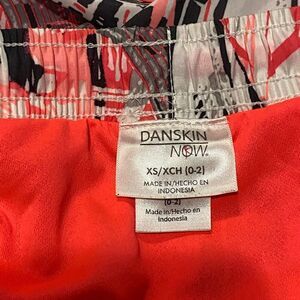 DANSKIN
NOW.
XS/XCH (0-2)
MADE IN/HECHO EN
INDONESIA
(0-2)
Made in/Hecho en
Indonesia